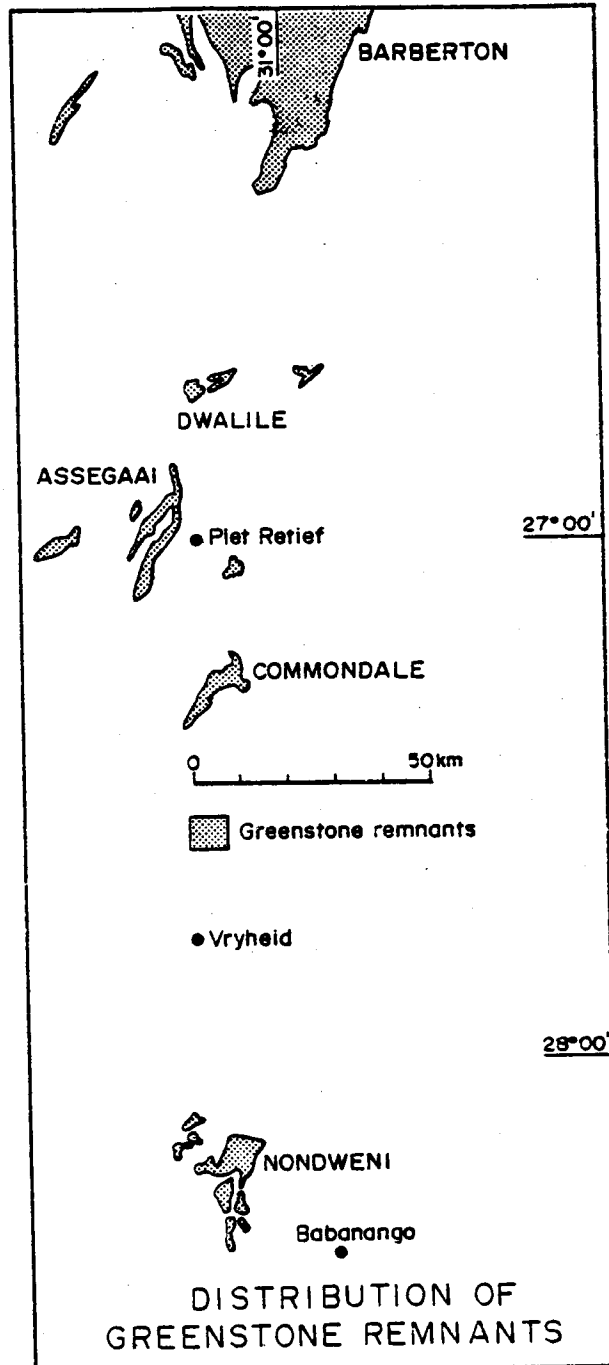 31°00'
BARBERTON
DWALILE
ASSEGAAI
Piet Retief
27°00'
COMMONDALE
0 50km
Greenstone remnants
Vryheid
28°00'
NONDWENI
Babanango
DISTRIBUTION OF
GREENSTONE REMNANTS